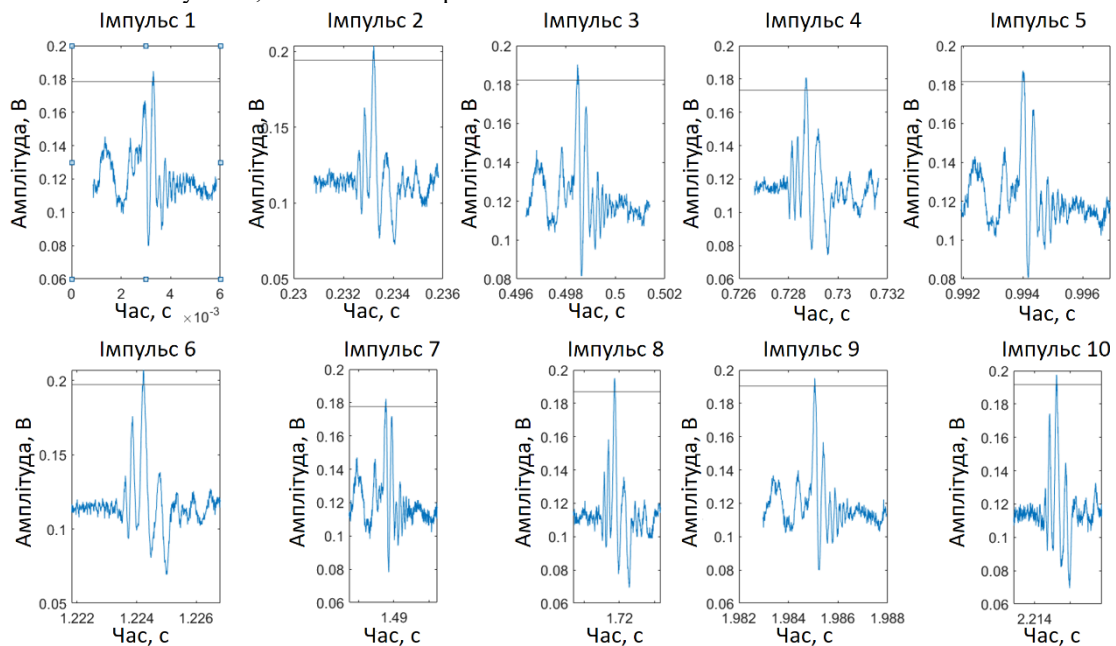 Імпульс 1 Імпульс 2 Імпульс 3 Імпульс 4 Імпульс 5
0.2 0.18 0.16 0.14 0.12 0.1 0.08 0.06
Амплітуда, В
0 2 4 6
×10⁻³
Час, с
0.2 0.15 0.1 0.05
Амплітуда, В
0.23 0.232 0.234 0.236
Час, с
0.2 0.18 0.16 0.14 0.12 0.1 0.08
Амплітуда, В
0.496 0.498 0.5 0.502
Час, с
0.2 0.18 0.16 0.14 0.12 0.1 0.08 0.06
Амплітуда, В
0.726 0.728 0.73 0.732
Час, с
0.2 0.18 0.16 0.14 0.12 0.1 0.08
Амплітуда, В
0.992 0.994 0.996
Час, с
Імпульс 6 Імпульс 7 Імпульс 8 Імпульс 9 Імпульс 10
0.2 0.15 0.1 0.05
Амплітуда, В
1.222 1.224 1.226
Час, с
0.2 0.18 0.16 0.14 0.12 0.1 0.08 0.06
Амплітуда, В
1.49
Час, с
0.2 0.18 0.16 0.14 0.12 0.1 0.08 0.06
Амплітуда, В
1.72
Час, с
0.2 0.18 0.16 0.14 0.12 0.1 0.08 0.06
Амплітуда, В
1.982 1.984 1.986 1.988
Час, с
0.2 0.18 0.16 0.14 0.12 0.1 0.08 0.06
Амплітуда, В
2.214
Час, с